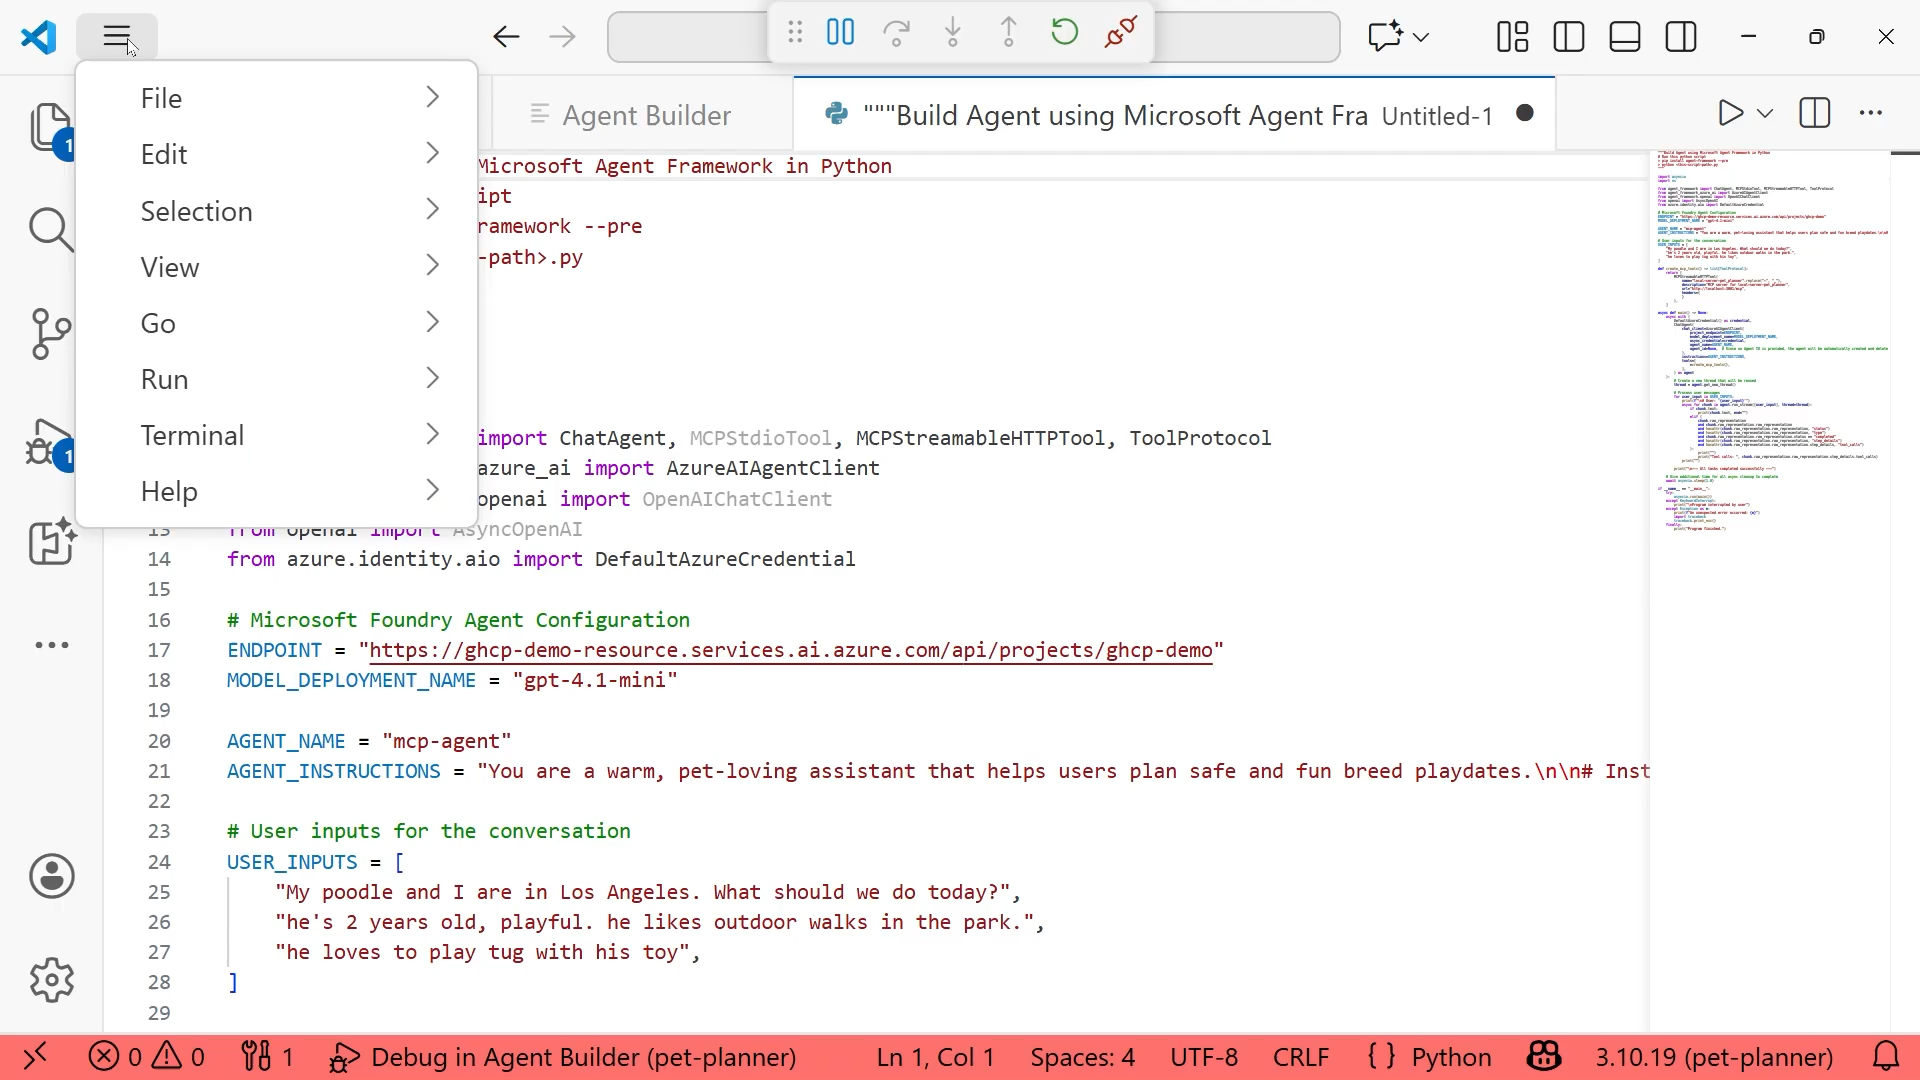 File
Edit
Selection
View
Go
Run
Terminal
Help
Agent Builder
"""Build Agent using Microsoft Agent Fra Untitled-1
1
1
Microsoft Agent Framework in Python
ipt
ramework --pre
-path>.py
import ChatAgent, MCPStdioTool, MCPStreamableHTTPTool, ToolProtocol
azure_ai import AzureAIAgentClient
openai import OpenAIChatClient
13 from openai import AsyncOpenAI
14 from azure.identity.aio import DefaultAzureCredential
15
16 # Microsoft Foundry Agent Configuration
17 ENDPOINT = "https://ghcp-demo-resource.services.ai.azure.com/api/projects/ghcp-demo"
18 MODEL_DEPLOYMENT_NAME = "gpt-4.1-mini"
19
20 AGENT_NAME = "mcp-agent"
21 AGENT_INSTRUCTIONS = "You are a warm, pet-loving assistant that helps users plan safe and fun breed playdates.\n\n# Inst
22
23 # User inputs for the conversation
24 USER_INPUTS = [
25 "My poodle and I are in Los Angeles. What should we do today?",
26 "he's 2 years old, playful. he likes outdoor walks in the park.",
27 "he loves to play tug with his toy",
28 ]
29
0 0 1 Debug in Agent Builder (pet-planner) Ln 1, Col 1 Spaces: 4 UTF-8 CRLF { } Python 3.10.19 (pet-planner)